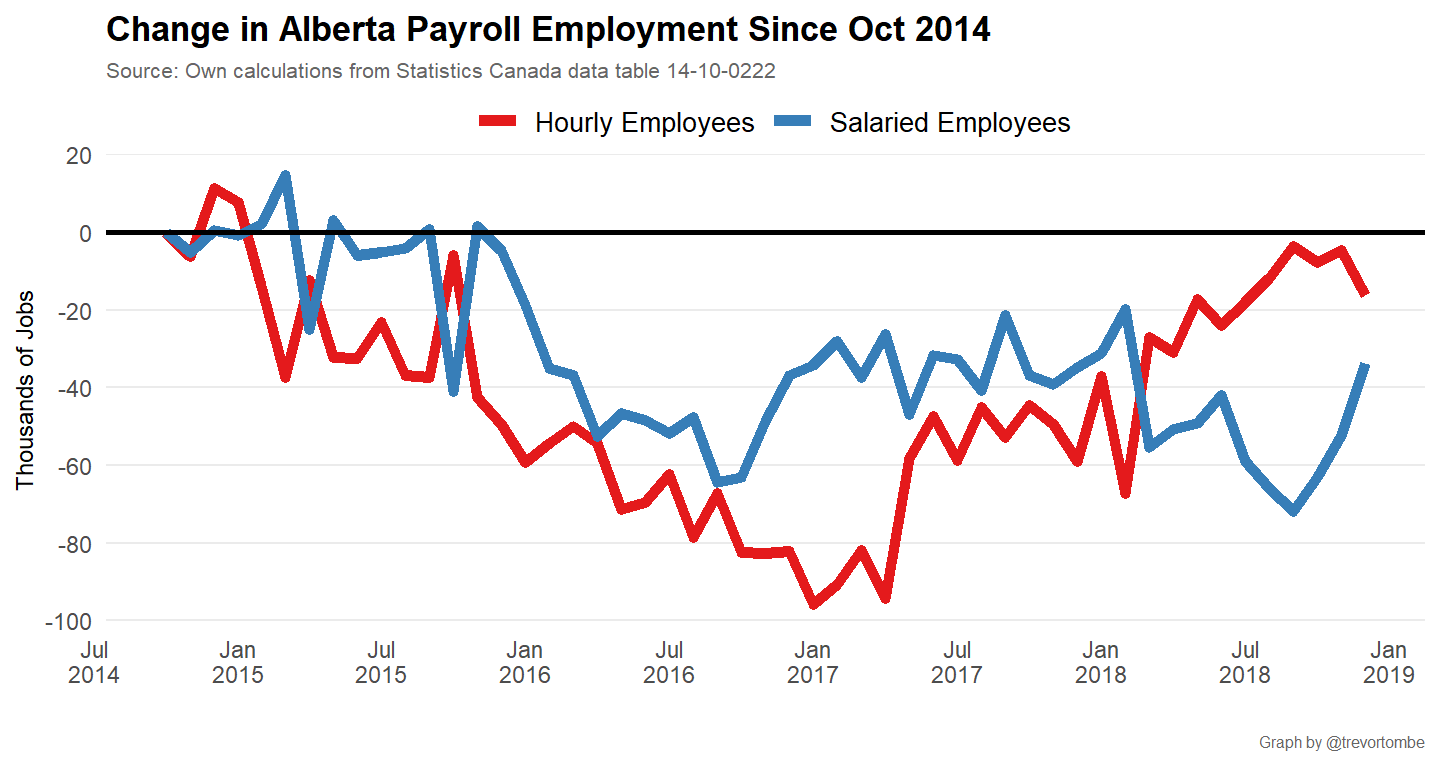 Change in Alberta Payroll Employment Since Oct 2014
Source: Own calculations from Statistics Canada data table 14-10-0222
Hourly Employees Salaried Employees
Thousands of Jobs
20
0
-20
-40
-60
-80
-100
Jul Jan Jul Jan Jul Jan Jul Jan Jul Jan
2014 2015 2015 2016 2016 2017 2017 2018 2018 2019
Graph by @trevortombe